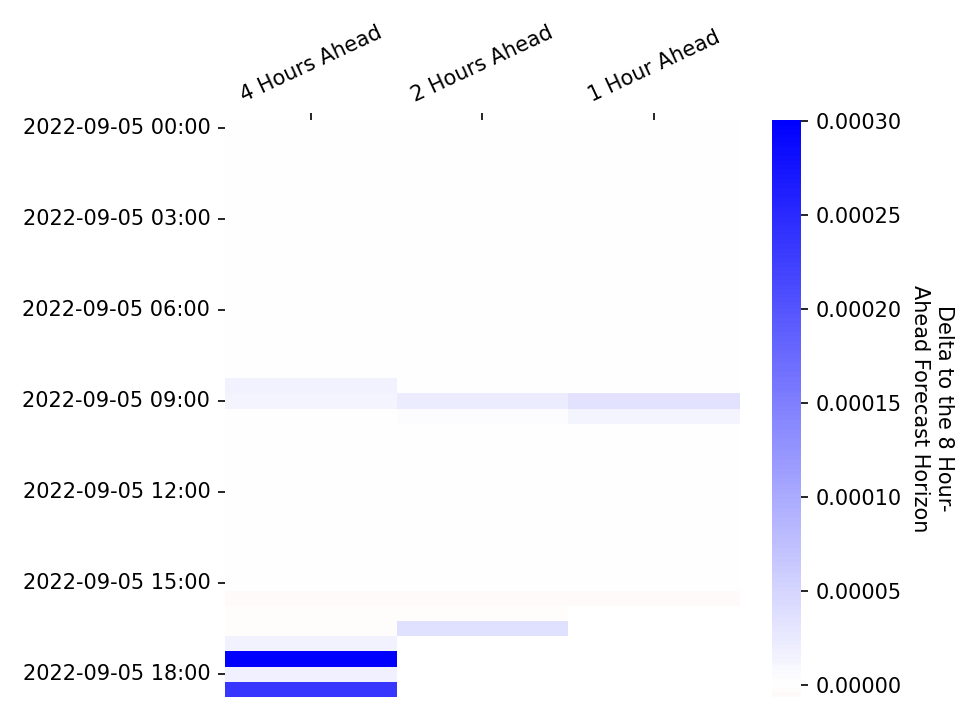 4 Hours Ahead
2 Hours Ahead
1 Hour Ahead
2022-09-05 00:00
2022-09-05 03:00
2022-09-05 06:00
2022-09-05 09:00
2022-09-05 12:00
2022-09-05 15:00
2022-09-05 18:00
0.00030
0.00025
0.00020
0.00015
0.00010
0.00005
0.00000
Delta to the 8 Hour-
Ahead Forecast Horizon